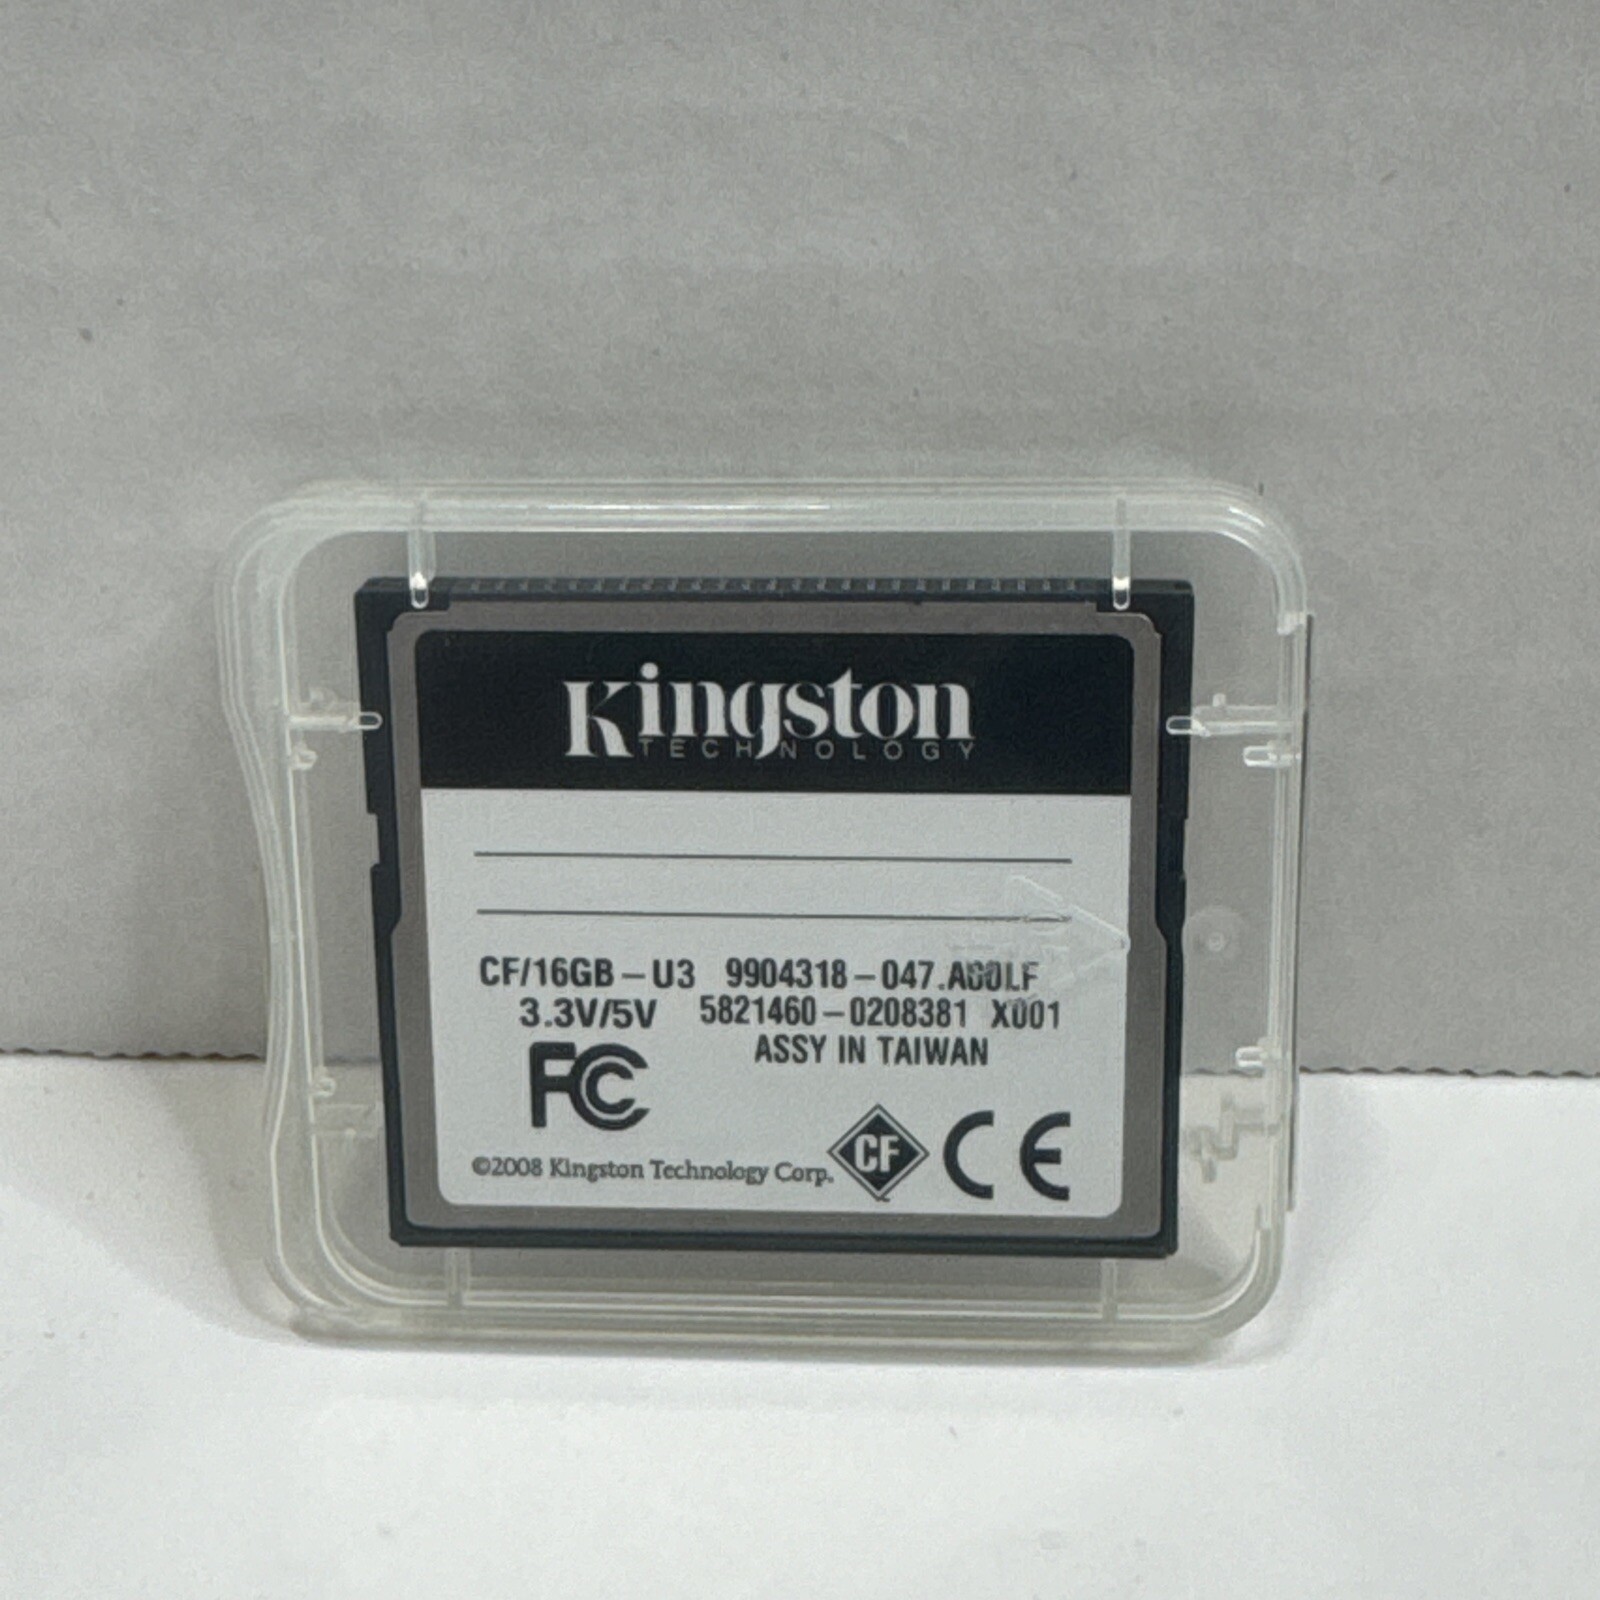 Kingston
TECHNOLOGY
CF/16GB-U3 9904318-047.A00LF
3.3V/5V 5821460-0208381 X001
ASSY IN TAIWAN
FC
©2008 Kingston Technology Corp. CF CE